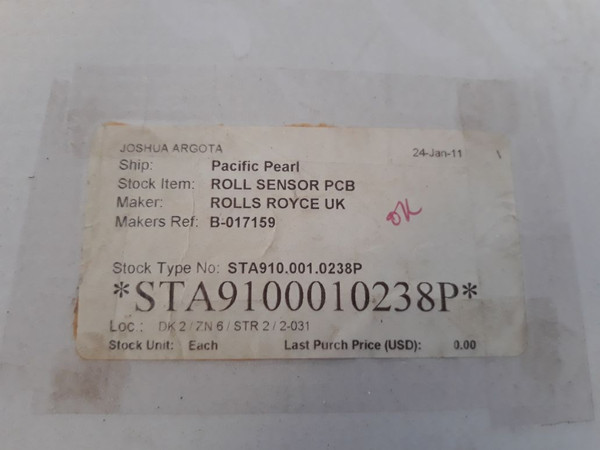 JOSHUA ARGOTA 24-Jan-11
Ship: Pacific Pearl
Stock Item: ROLL SENSOR PCB
Maker: ROLLS ROYCE UK
Makers Ref: B-017159
OK
Stock Type No: STA910.001.0238P
*STA9100010238P*
Loc.: DK 2 / ZN 6 / STR 2 / 2-031
Stock Unit: Each Last Purch Price (USD): 0.00